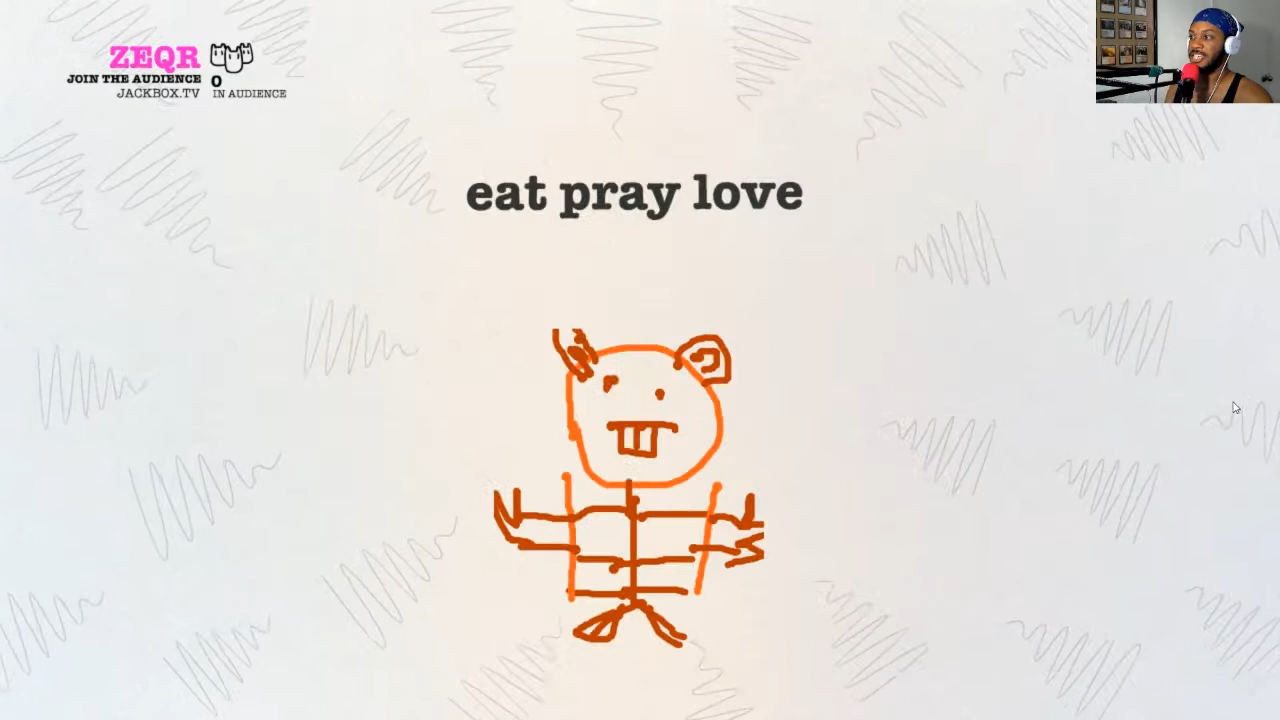 ZEQR
JOIN THE AUDIENCE
JACKBOX.TV
0
IN AUDIENCE
eat pray love